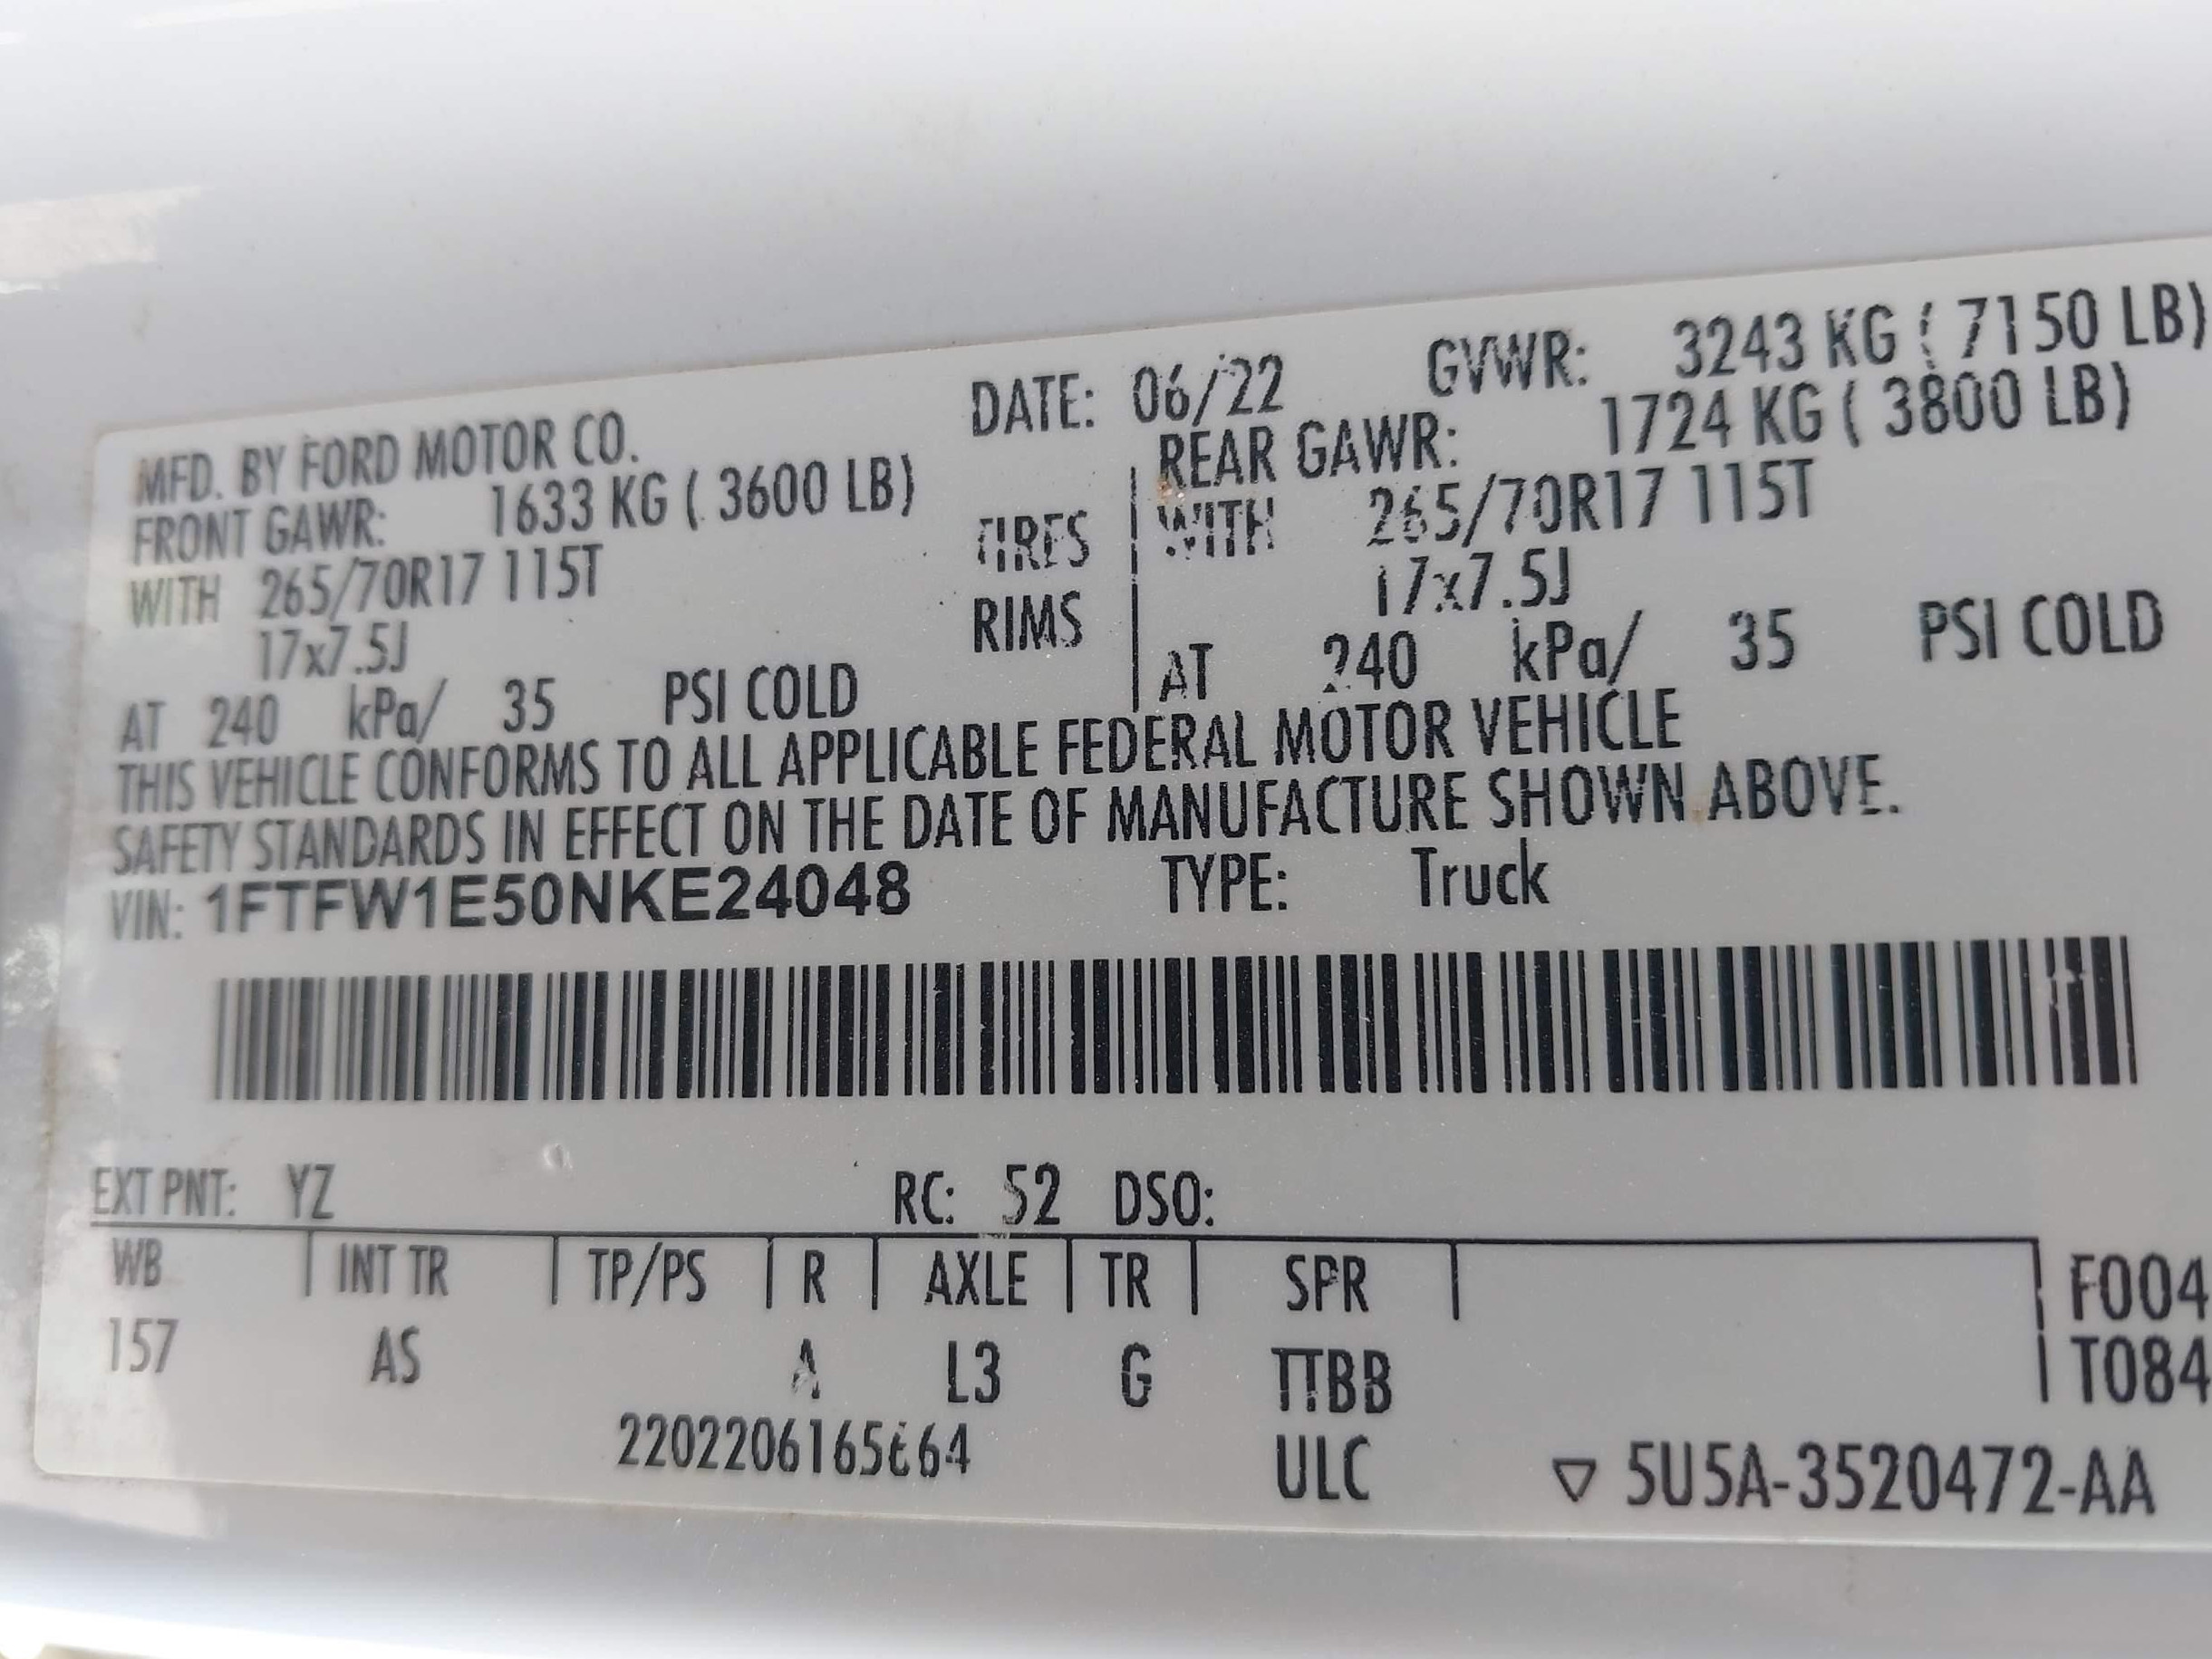 MFD. BY FORD MOTOR CO. DATE: 06/22 GVWR: 3243 KG ( 7150 LB)
FRONT GAWR: 1633 KG ( 3600 LB) REAR GAWR: 1724 KG ( 3800 LB)
WITH 265/70R17 115T TIRES WITH 265/70R17 115T
17x7.5J RIMS 17x7.5J
AT 240 kPa/ 35 PSI COLD AT 240 kPa/ 35 PSI COLD
THIS VEHICLE CONFORMS TO ALL APPLICABLE FEDERAL MOTOR VEHICLE
SAFETY STANDARDS IN EFFECT ON THE DATE OF MANUFACTURE SHOWN ABOVE.
VIN: 1FTFW1E50NKE24048 TYPE: Truck
EXT PNT: YZ RC: 52 DSO:
WB INT TR TP/PS R AXLE TR SPR F004
157 AS A L3 G TTBB T084
2202206165664 ULC ▽ 5U5A-3520472-AA